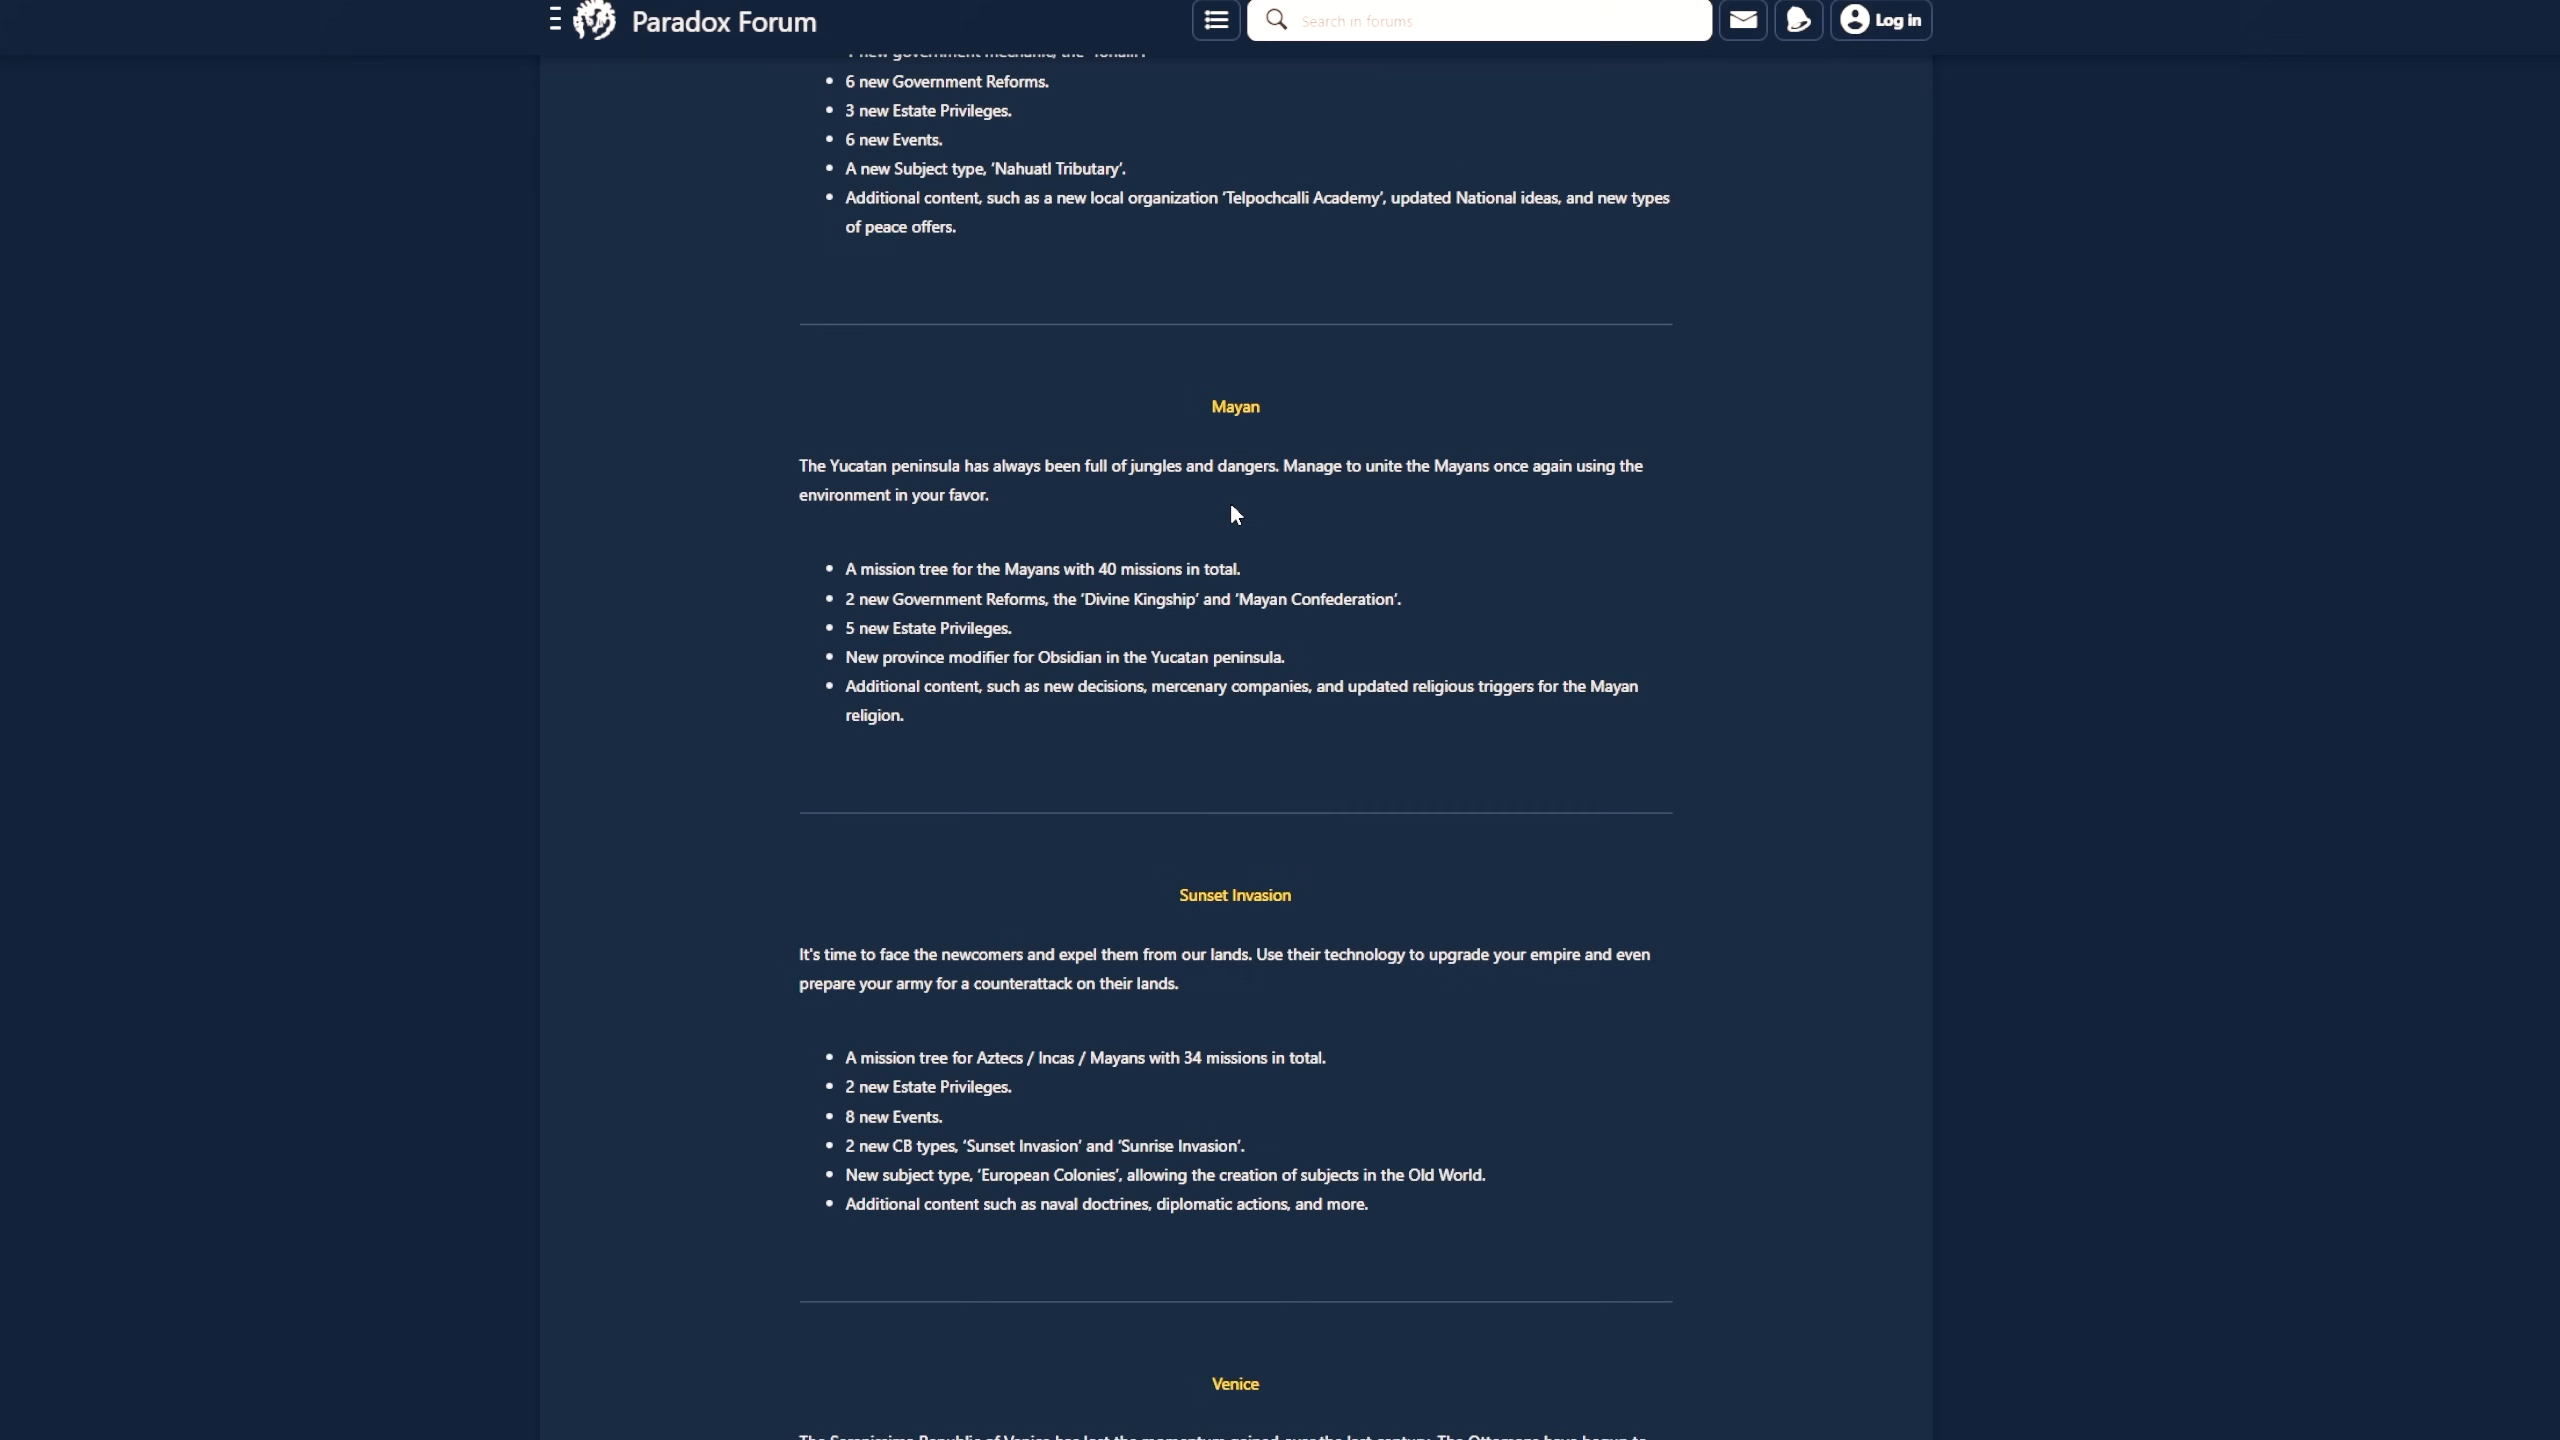 Paradox Forum
Search in forums
Log in
6 new Government Reforms.
3 new Estate Privileges.
6 new Events.
A new Subject type, ‘Nahuatl Tributary’.
Additional content, such as a new local organization ‘Telpochcalli Academy’, updated National ideas, and new types
of peace offers.
Mayan
The Yucatan peninsula has always been full of jungles and dangers. Manage to unite the Mayans once again using the
environment in your favor.
A mission tree for the Mayans with 40 missions in total.
2 new Government Reforms, the ‘Divine Kingship’ and ‘Mayan Confederation’.
5 new Estate Privileges.
New province modifier for Obsidian in the Yucatan peninsula.
Additional content, such as new decisions, mercenary companies, and updated religious triggers for the Mayan
religion.
Sunset Invasion
It's time to face the newcomers and expel them from our lands. Use their technology to upgrade your empire and even
prepare your army for a counterattack on their lands.
A mission tree for Aztecs / Incas / Mayans with 34 missions in total.
2 new Estate Privileges.
8 new Events.
2 new CB types, ‘Sunset Invasion’ and ‘Sunrise Invasion’.
New subject type, ‘European Colonies’, allowing the creation of subjects in the Old World.
Additional content such as naval doctrines, diplomatic actions, and more.
Venice